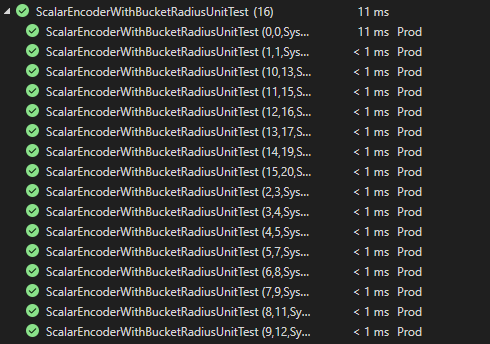 ScalarEncoderWithBucketRadiusUnitTest (16) 11 ms
ScalarEncoderWithBucketRadiusUnitTest (0,0,Sys... 11 ms Prod
ScalarEncoderWithBucketRadiusUnitTest (1,1,Sys... < 1 ms Prod
ScalarEncoderWithBucketRadiusUnitTest (10,13,S... < 1 ms Prod
ScalarEncoderWithBucketRadiusUnitTest (11,15,S... < 1 ms Prod
ScalarEncoderWithBucketRadiusUnitTest (12,16,S... < 1 ms Prod
ScalarEncoderWithBucketRadiusUnitTest (13,17,S... < 1 ms Prod
ScalarEncoderWithBucketRadiusUnitTest (14,19,S... < 1 ms Prod
ScalarEncoderWithBucketRadiusUnitTest (15,20,S... < 1 ms Prod
ScalarEncoderWithBucketRadiusUnitTest (2,3,Sys... < 1 ms Prod
ScalarEncoderWithBucketRadiusUnitTest (3,4,Sys... < 1 ms Prod
ScalarEncoderWithBucketRadiusUnitTest (4,5,Sys... < 1 ms Prod
ScalarEncoderWithBucketRadiusUnitTest (5,7,Sys... < 1 ms Prod
ScalarEncoderWithBucketRadiusUnitTest (6,8,Sys... < 1 ms Prod
ScalarEncoderWithBucketRadiusUnitTest (7,9,Sys... < 1 ms Prod
ScalarEncoderWithBucketRadiusUnitTest (8,11,Sy... < 1 ms Prod
ScalarEncoderWithBucketRadiusUnitTest (9,12,Sy... < 1 ms Prod